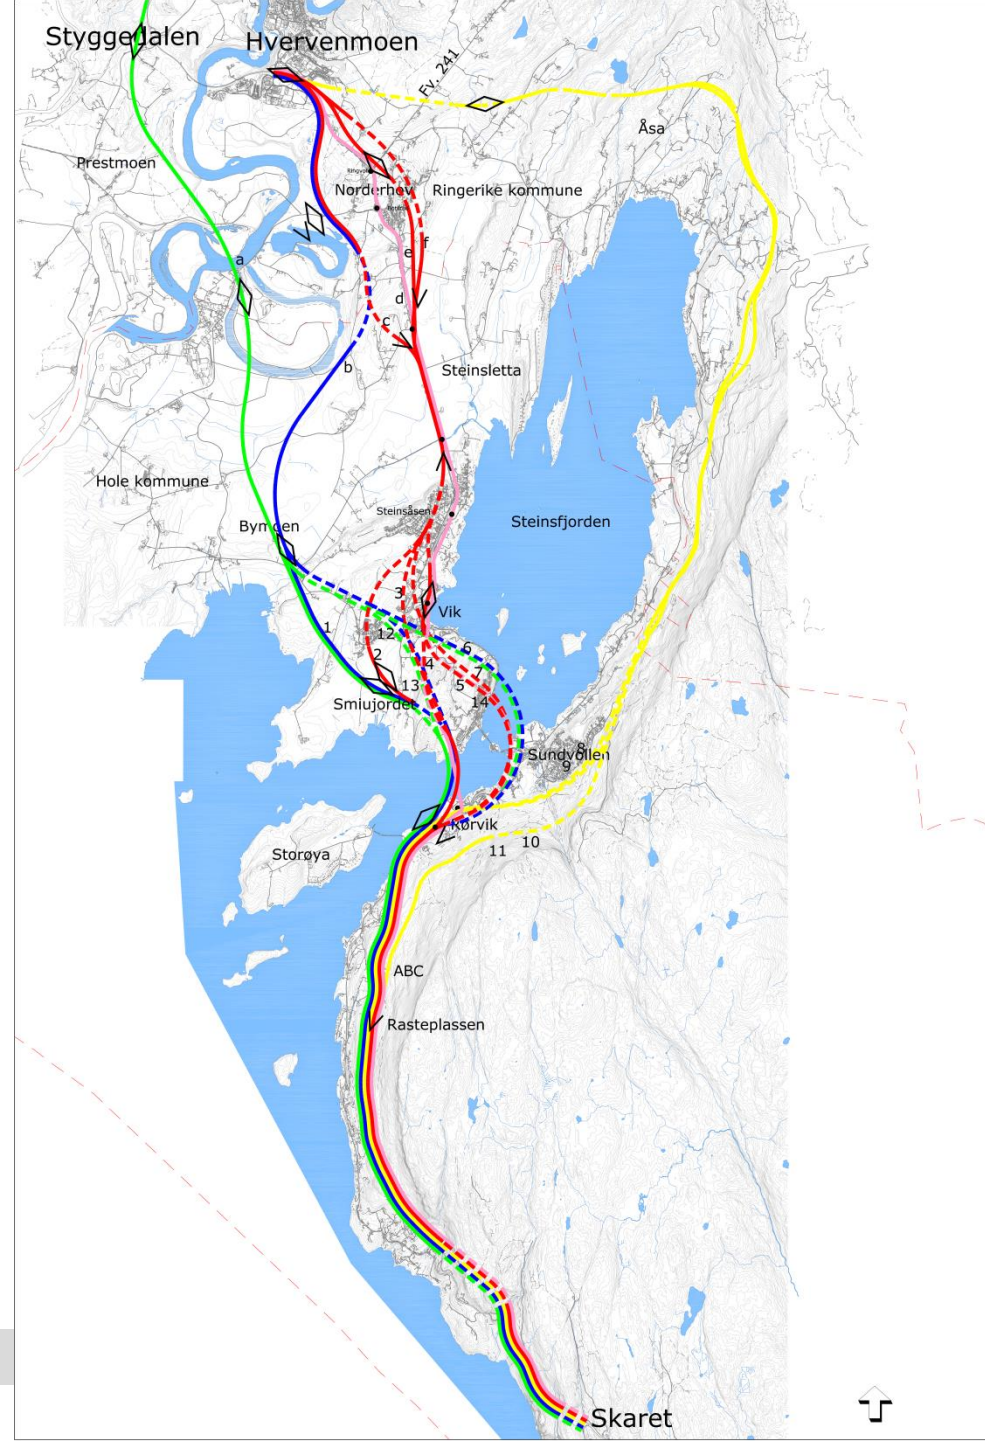 Styggedalen
Hvervenmoen
Fv. 241
Åsa
Prestmoen
Norderhov
Ringerike kommune
a
f
e
d
c
b
Steinsletta
Hole kommune
Steinsåsen
Steinsfjorden
Bymoen
3
Vik
1
12
6
2
4
7
13
5
14
Smiujordet
8
Sundvollen
9
Rørvik
10
11
Storøya
ABC
Rasteplassen
Skaret